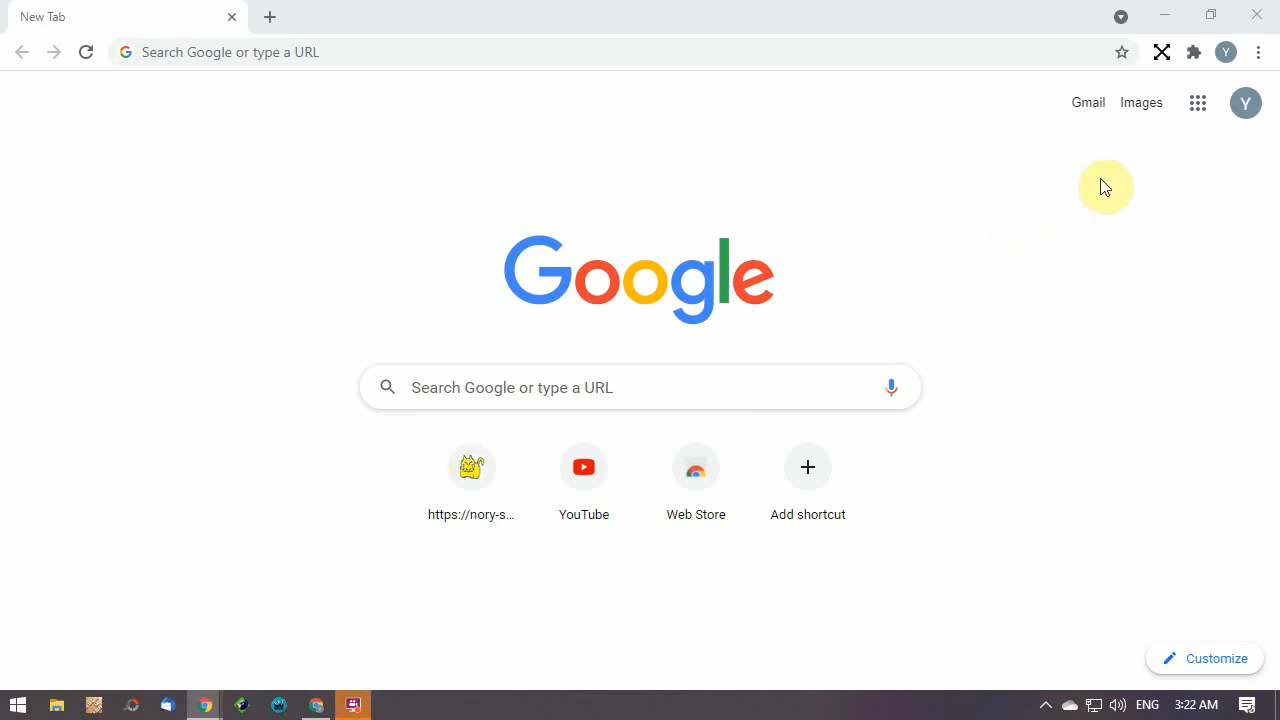 New Tab
Search Google or type a URL
Y
Gmail Images Y
Google
Search Google or type a URL
https://nory-s... YouTube Web Store Add shortcut
Customize
ENG 3:22 AM